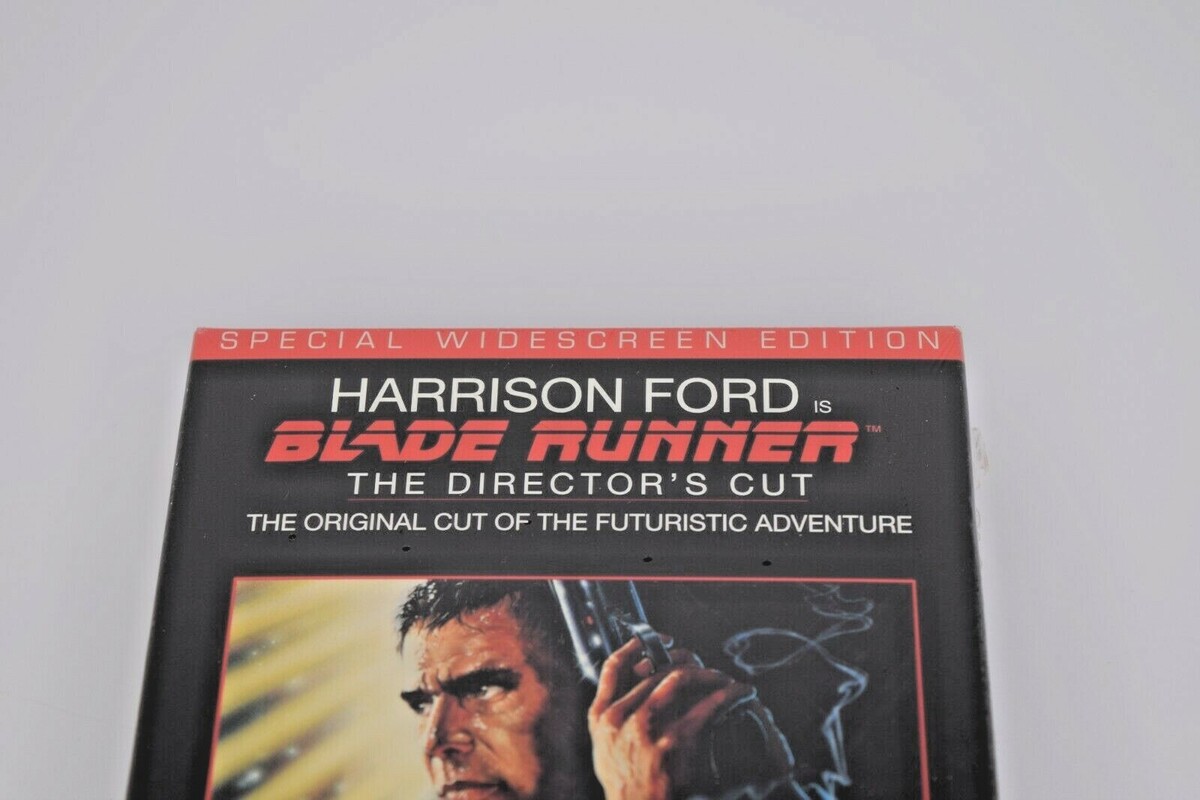 SPECIAL WIDESCREEN EDITION
HARRISON FORD IS
BLADE RUNNER™
THE DIRECTOR'S CUT
THE ORIGINAL CUT OF THE FUTURISTIC ADVENTURE